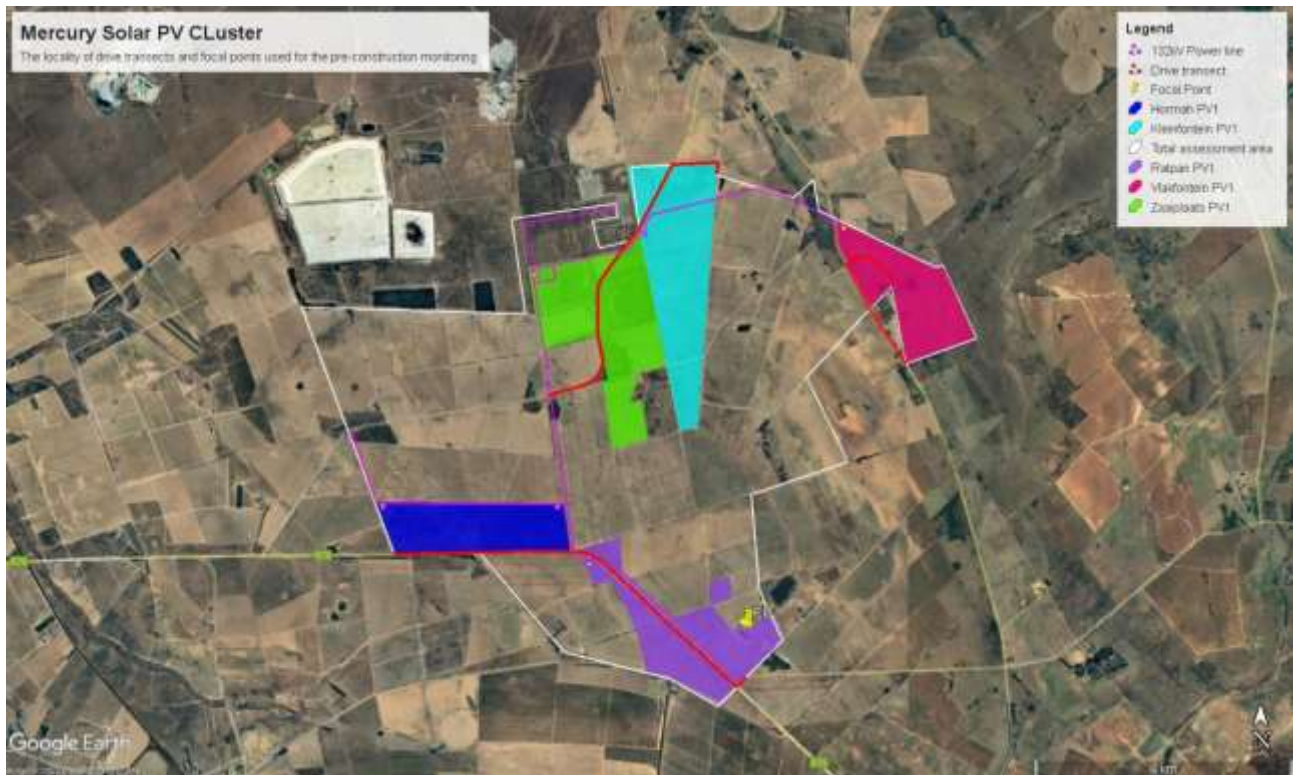 Mercury Solar PV CLuster
The locality of drive transects and focal points used for the pre-construction monitoring
Legend
132kV Power line
Drive transect
Focal Point
Hormah PV1
Kleinfontein PV1
Total assessment area
Ratpan PV1
Vlakfontein PV1
Zaaiplaats PV1
Google Earth
N
km